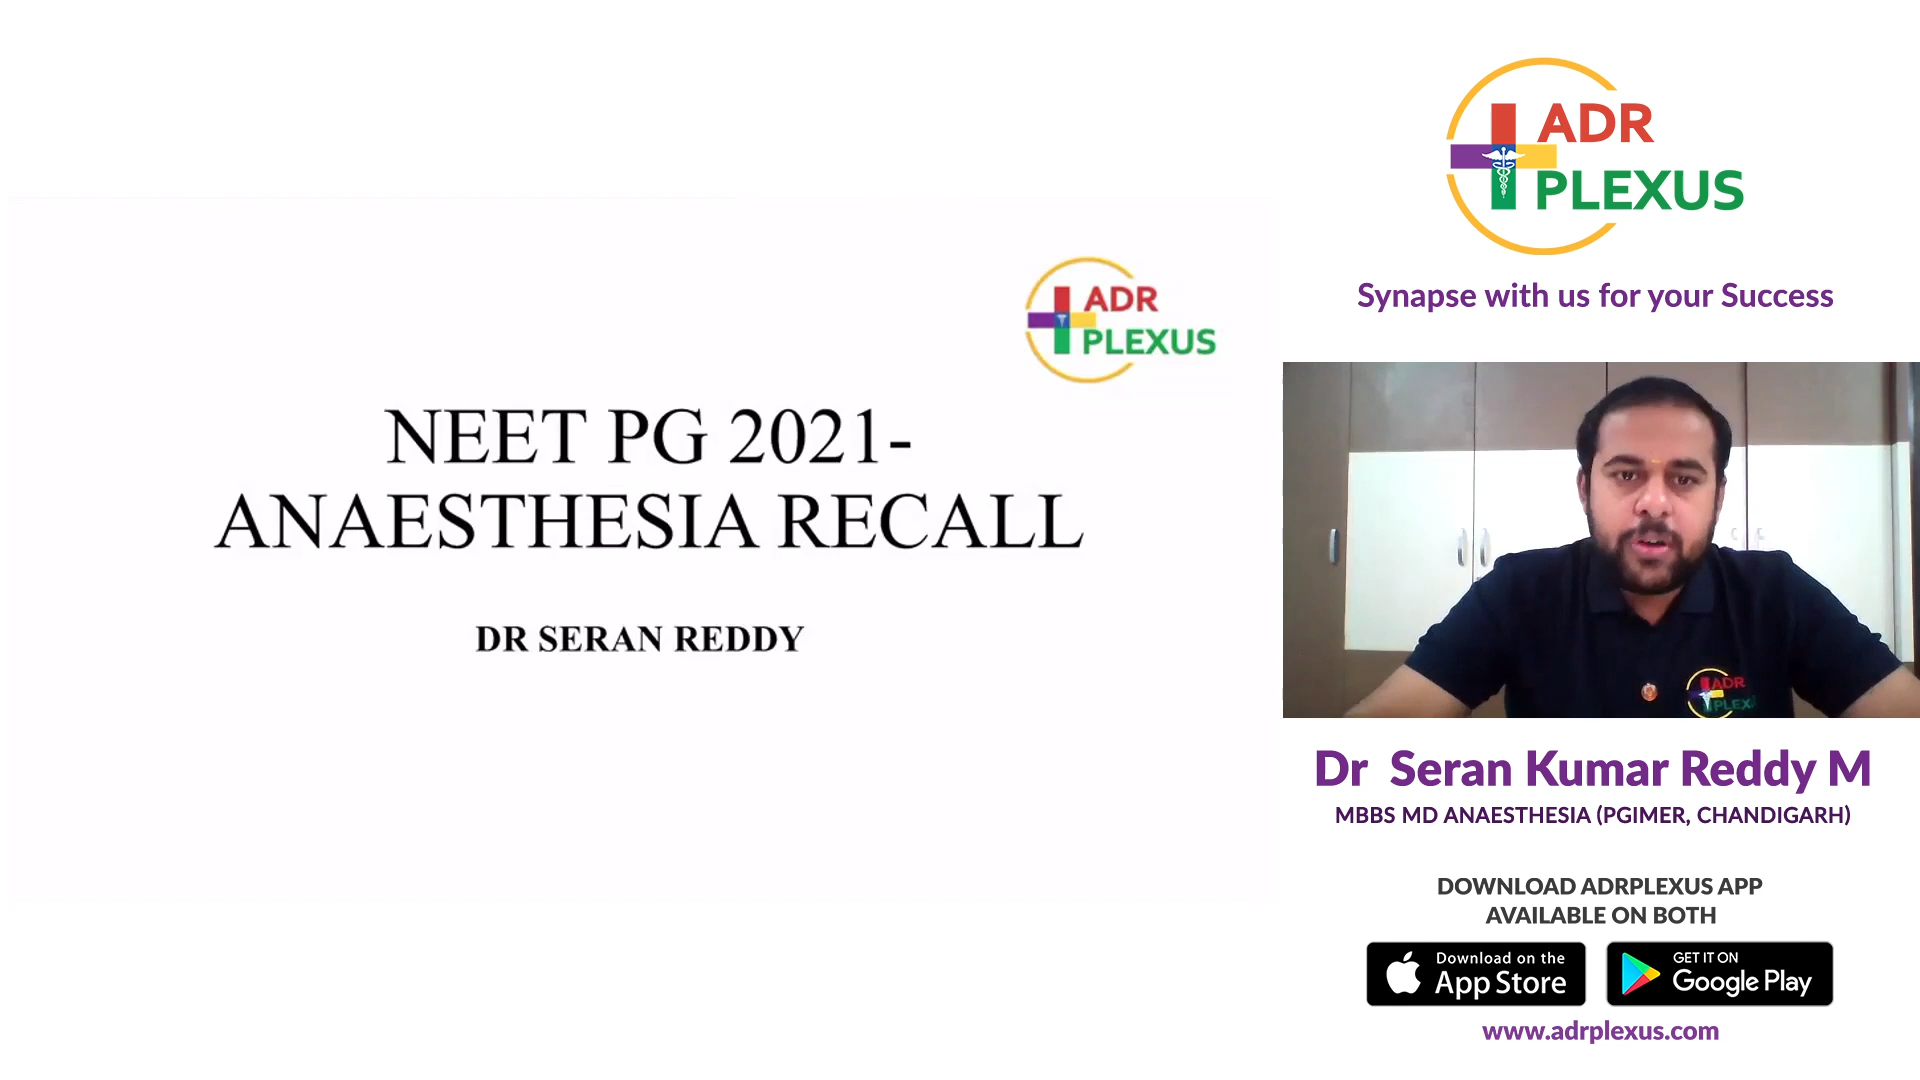 ADR
PLEXUS
NEET PG 2021-
ANAESTHESIA RECALL
DR SERAN REDDY
ADR
PLEXUS
Synapse with us for your Success
ADR
PLEX
Dr Seran Kumar Reddy M
MBBS MD ANAESTHESIA (PGIMER, CHANDIGARH)
DOWNLOAD ADRPLEXUS APP
AVAILABLE ON BOTH
Download on the
App Store
GET IT ON
Google Play
www.adrplexus.com